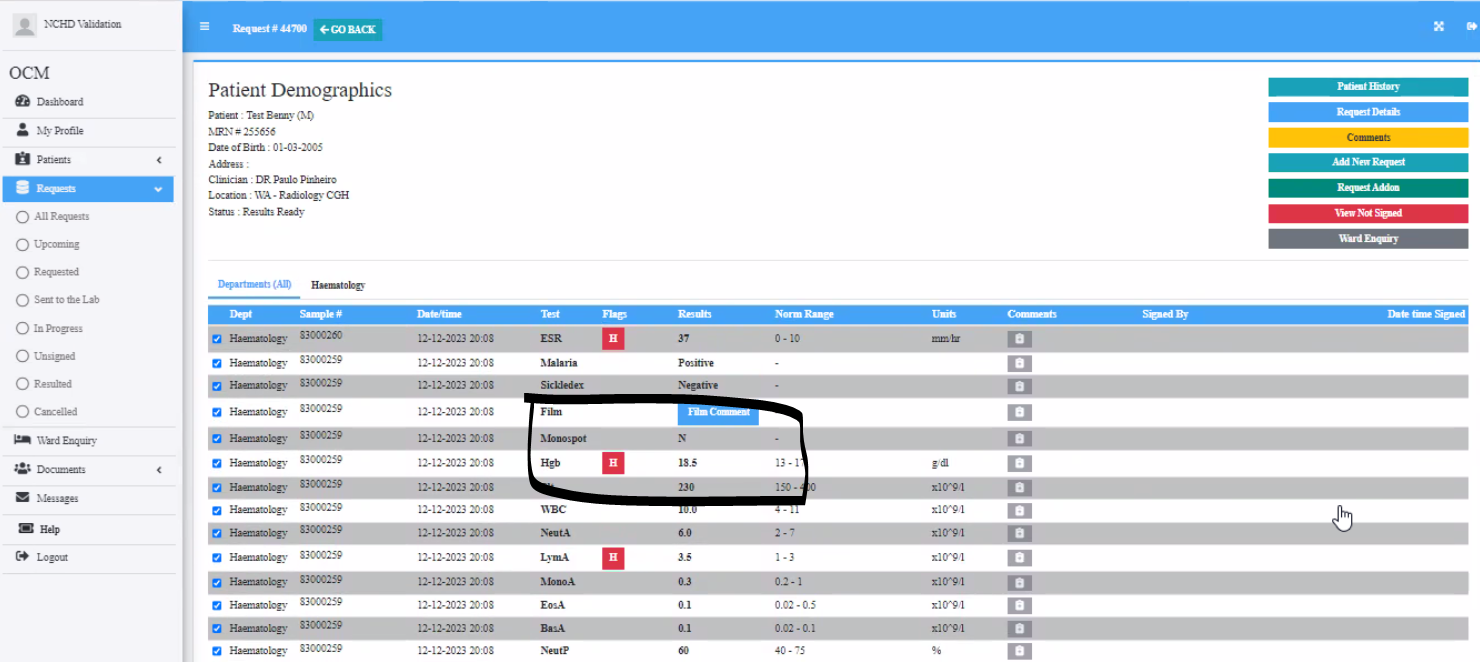 NCHD Validation
OCM
Dashboard
My Profile
Patients
Requests
All Requests
Upcoming
Requested
Sent to the Lab
In Progress
Unsigned
Resulted
Cancelled
Ward Enquiry
Documents
Messages
Help
Logout
Request # 44700 GO BACK
Patient Demographics
Patient : Test Benny (M)
MRN # 255656
Date of Birth : 01-03-2005
Address :
Clinician : DR Paulo Pinheiro
Location : WA - Radiology CGH
Status : Results Ready
Patient History
Request Details
Comments
Add New Request
Request Addon
View Not Signed
Ward Enquiry
Departments (All) Haematology
Dept Sample # Date/time Test Flags Results Norm Range Units Comments Signed By Date time Signed
Haematology 83000260 12-12-2023 20:08 ESR H 37 0 - 10 mm/hr
Haematology 83000259 12-12-2023 20:08 Malaria Positive -
Haematology 83000259 12-12-2023 20:08 Sickledex Negative -
Haematology 83000259 12-12-2023 20:08 Film Film Comment
Haematology 83000259 12-12-2023 20:08 Monospot N -
Haematology 83000259 12-12-2023 20:08 Hgb H 18.5 13 - g/dl
Haematology 83000259 12-12-2023 20:08 230 150 - 400 x10^9/l
Haematology 83000259 12-12-2023 20:08 WBC 10.0 4 - 11 x10^9/l
Haematology 83000259 12-12-2023 20:08 NeutA 6.0 2 - 7 x10^9/l
Haematology 83000259 12-12-2023 20:08 LymA H 3.5 1 - 3 x10^9/l
Haematology 83000259 12-12-2023 20:08 MonoA 0.3 0.2 - 1 x10^9/l
Haematology 83000259 12-12-2023 20:08 EosA 0.1 0.02 - 0.5 x10^9/l
Haematology 83000259 12-12-2023 20:08 BasA 0.1 0.02 - 0.1 x10^9/l
Haematology 83000259 12-12-2023 20:08 NeutP 60 40 - 75 %